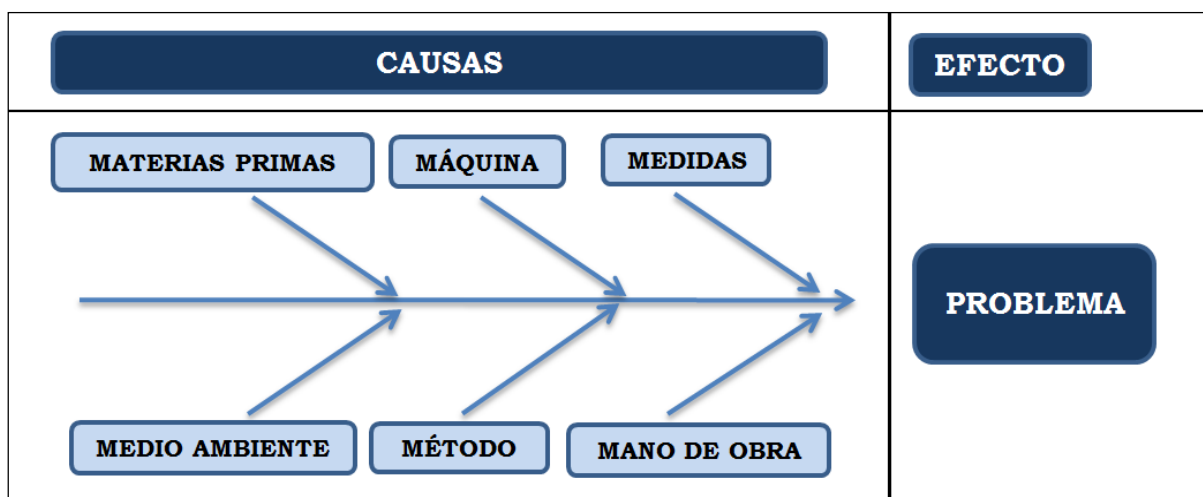 CAUSAS
EFECTO
MATERIAS PRIMAS
MÁQUINA
MEDIDAS
PROBLEMA
MEDIO AMBIENTE
MÉTODO
MANO DE OBRA